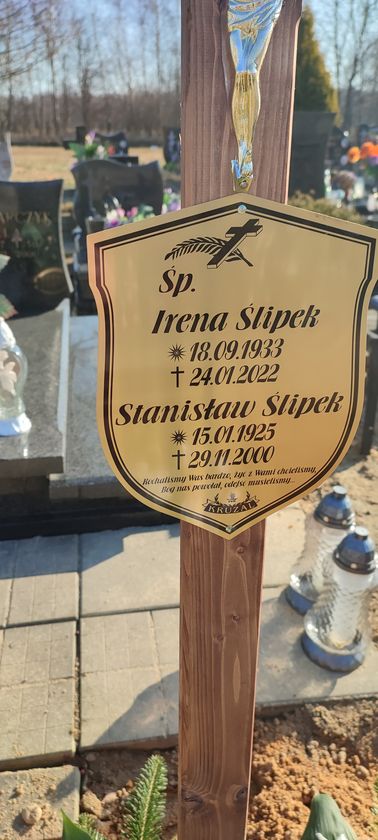 Śp.
Irena Ślipek
18.09.1933
† 24.01.2022
Stanisław Ślipek
15.01.1925
† 29.11.2000
Kochaliśmy Was bardzo, żyć z Wami chcieliśmy,
Bóg nas powołał, odejść musieliśmy...
KRUŻAL